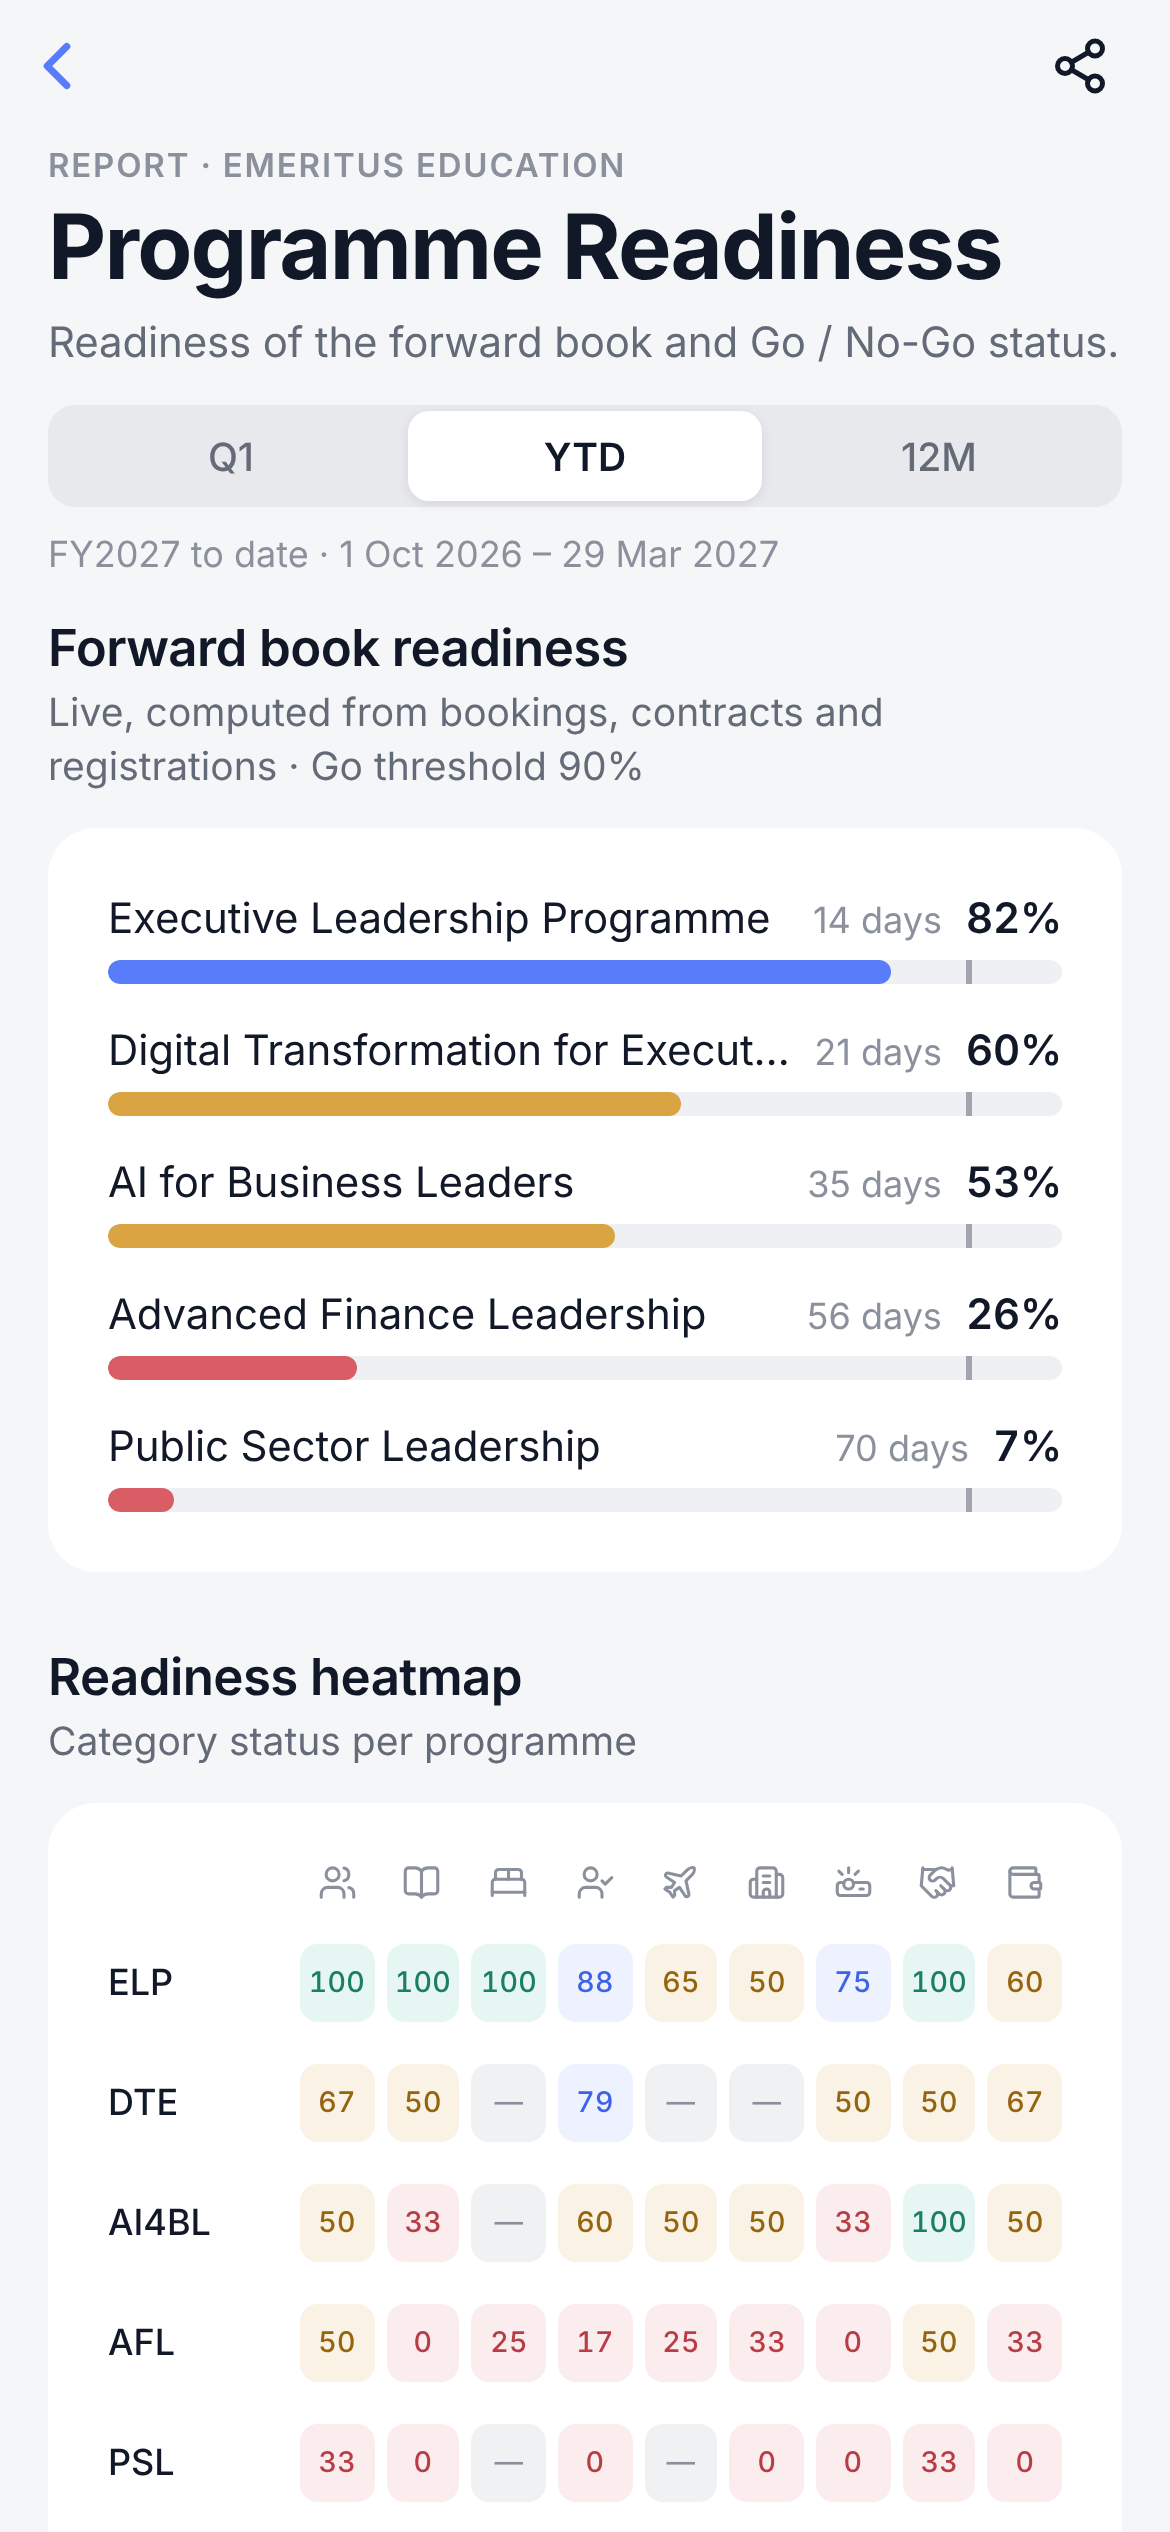 REPORT · EMERITUS EDUCATION
Programme Readiness
Readiness of the forward book and Go / No-Go status.
Q1 YTD 12M
FY2027 to date · 1 Oct 2026 – 29 Mar 2027
Forward book readiness
Live, computed from bookings, contracts and
registrations · Go threshold 90%
Executive Leadership Programme 14 days 82%
Digital Transformation for Execut... 21 days 60%
AI for Business Leaders 35 days 53%
Advanced Finance Leadership 56 days 26%
Public Sector Leadership 70 days 7%
Readiness heatmap
Category status per programme
ELP 100 100 100 88 65 50 75 100 60
DTE 67 50 — 79 — — 50 50 67
AI4BL 50 33 — 60 50 50 33 100 50
AFL 50 0 25 17 25 33 0 50 33
PSL 33 0 — 0 — 0 0 33 0